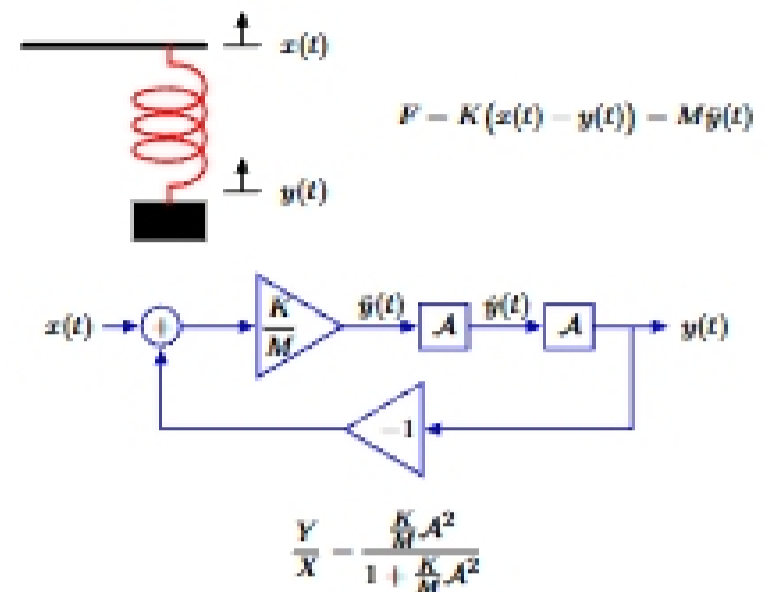 x(t)
F = K(x(t) − y(t)) = Mÿ(t)
y(t)
x(t) + K/M ÿ(t) A ẏ(t) A y(t)
−1
Y/X = (K/M A²)/(1 + K/M A²)